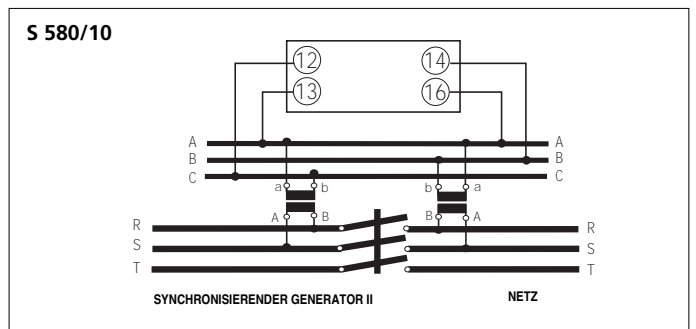 S 580/10
12 14
13 16
A A
B B
C C
a b b a
A B B A
R R
S S
T T
SYNCHRONISIERENDER GENERATOR II NETZ